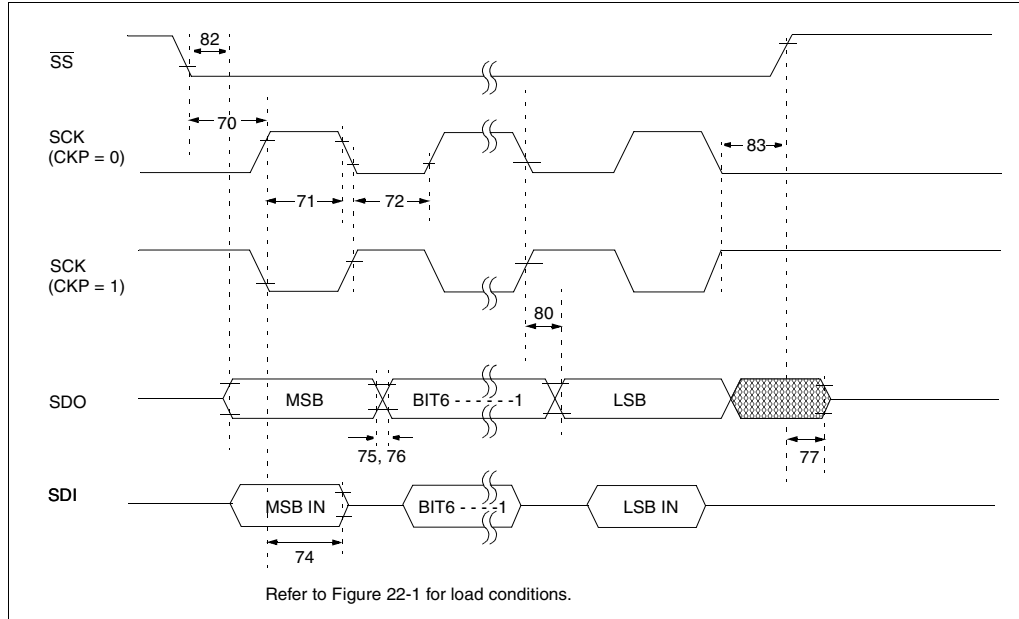 82
SS
70
SCK
(CKP = 0)
83
71
72
SCK
(CKP = 1)
80
SDO
MSB
BIT6 - - - - - -1
LSB
75, 76
77
SDI
MSB IN
BIT6 - - - -1
LSB IN
74
Refer to Figure 22-1 for load conditions.